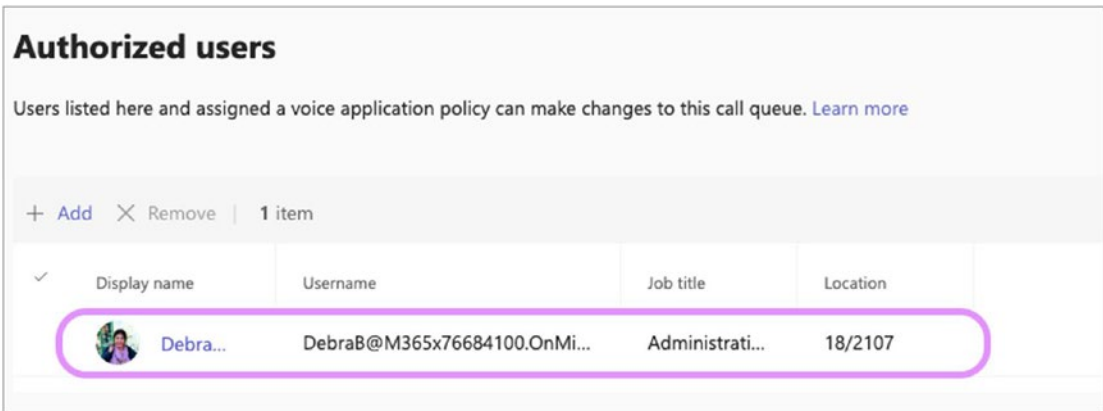 Authorized users
Users listed here and assigned a voice application policy can make changes to this call queue. Learn more
+ Add × Remove | 1 item
Display name Username Job title Location
Debra... DebraB@M365x76684100.OnMi... Administrati... 18/2107